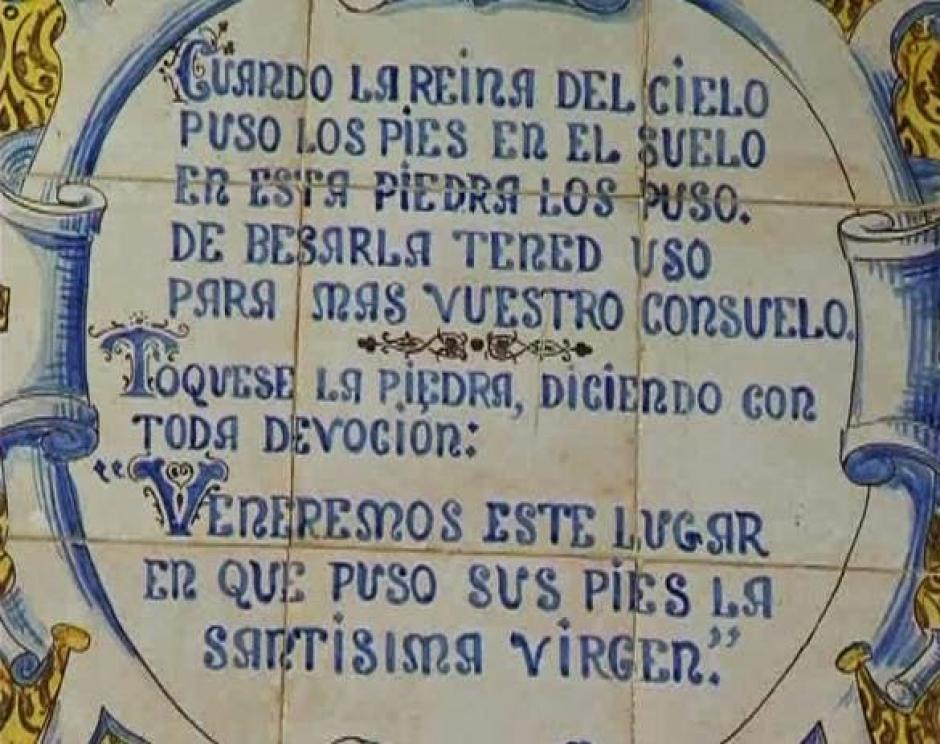 CUANDO LA REINA DEL CIELO
PUSO LOS PIES EN EL SUELO
EN ESTA PIEDRA LOS PUSO.
DE BESARLA TENED USO
PARA MAS VUESTRO CONSUELO.
TOQUESE LA PIEDRA, DICIENDO CON
TODA DEVOCION:
“VENEREMOS ESTE LUGAR
EN QUE PUSO SUS PIES LA
SANTISIMA VIRGEN.”